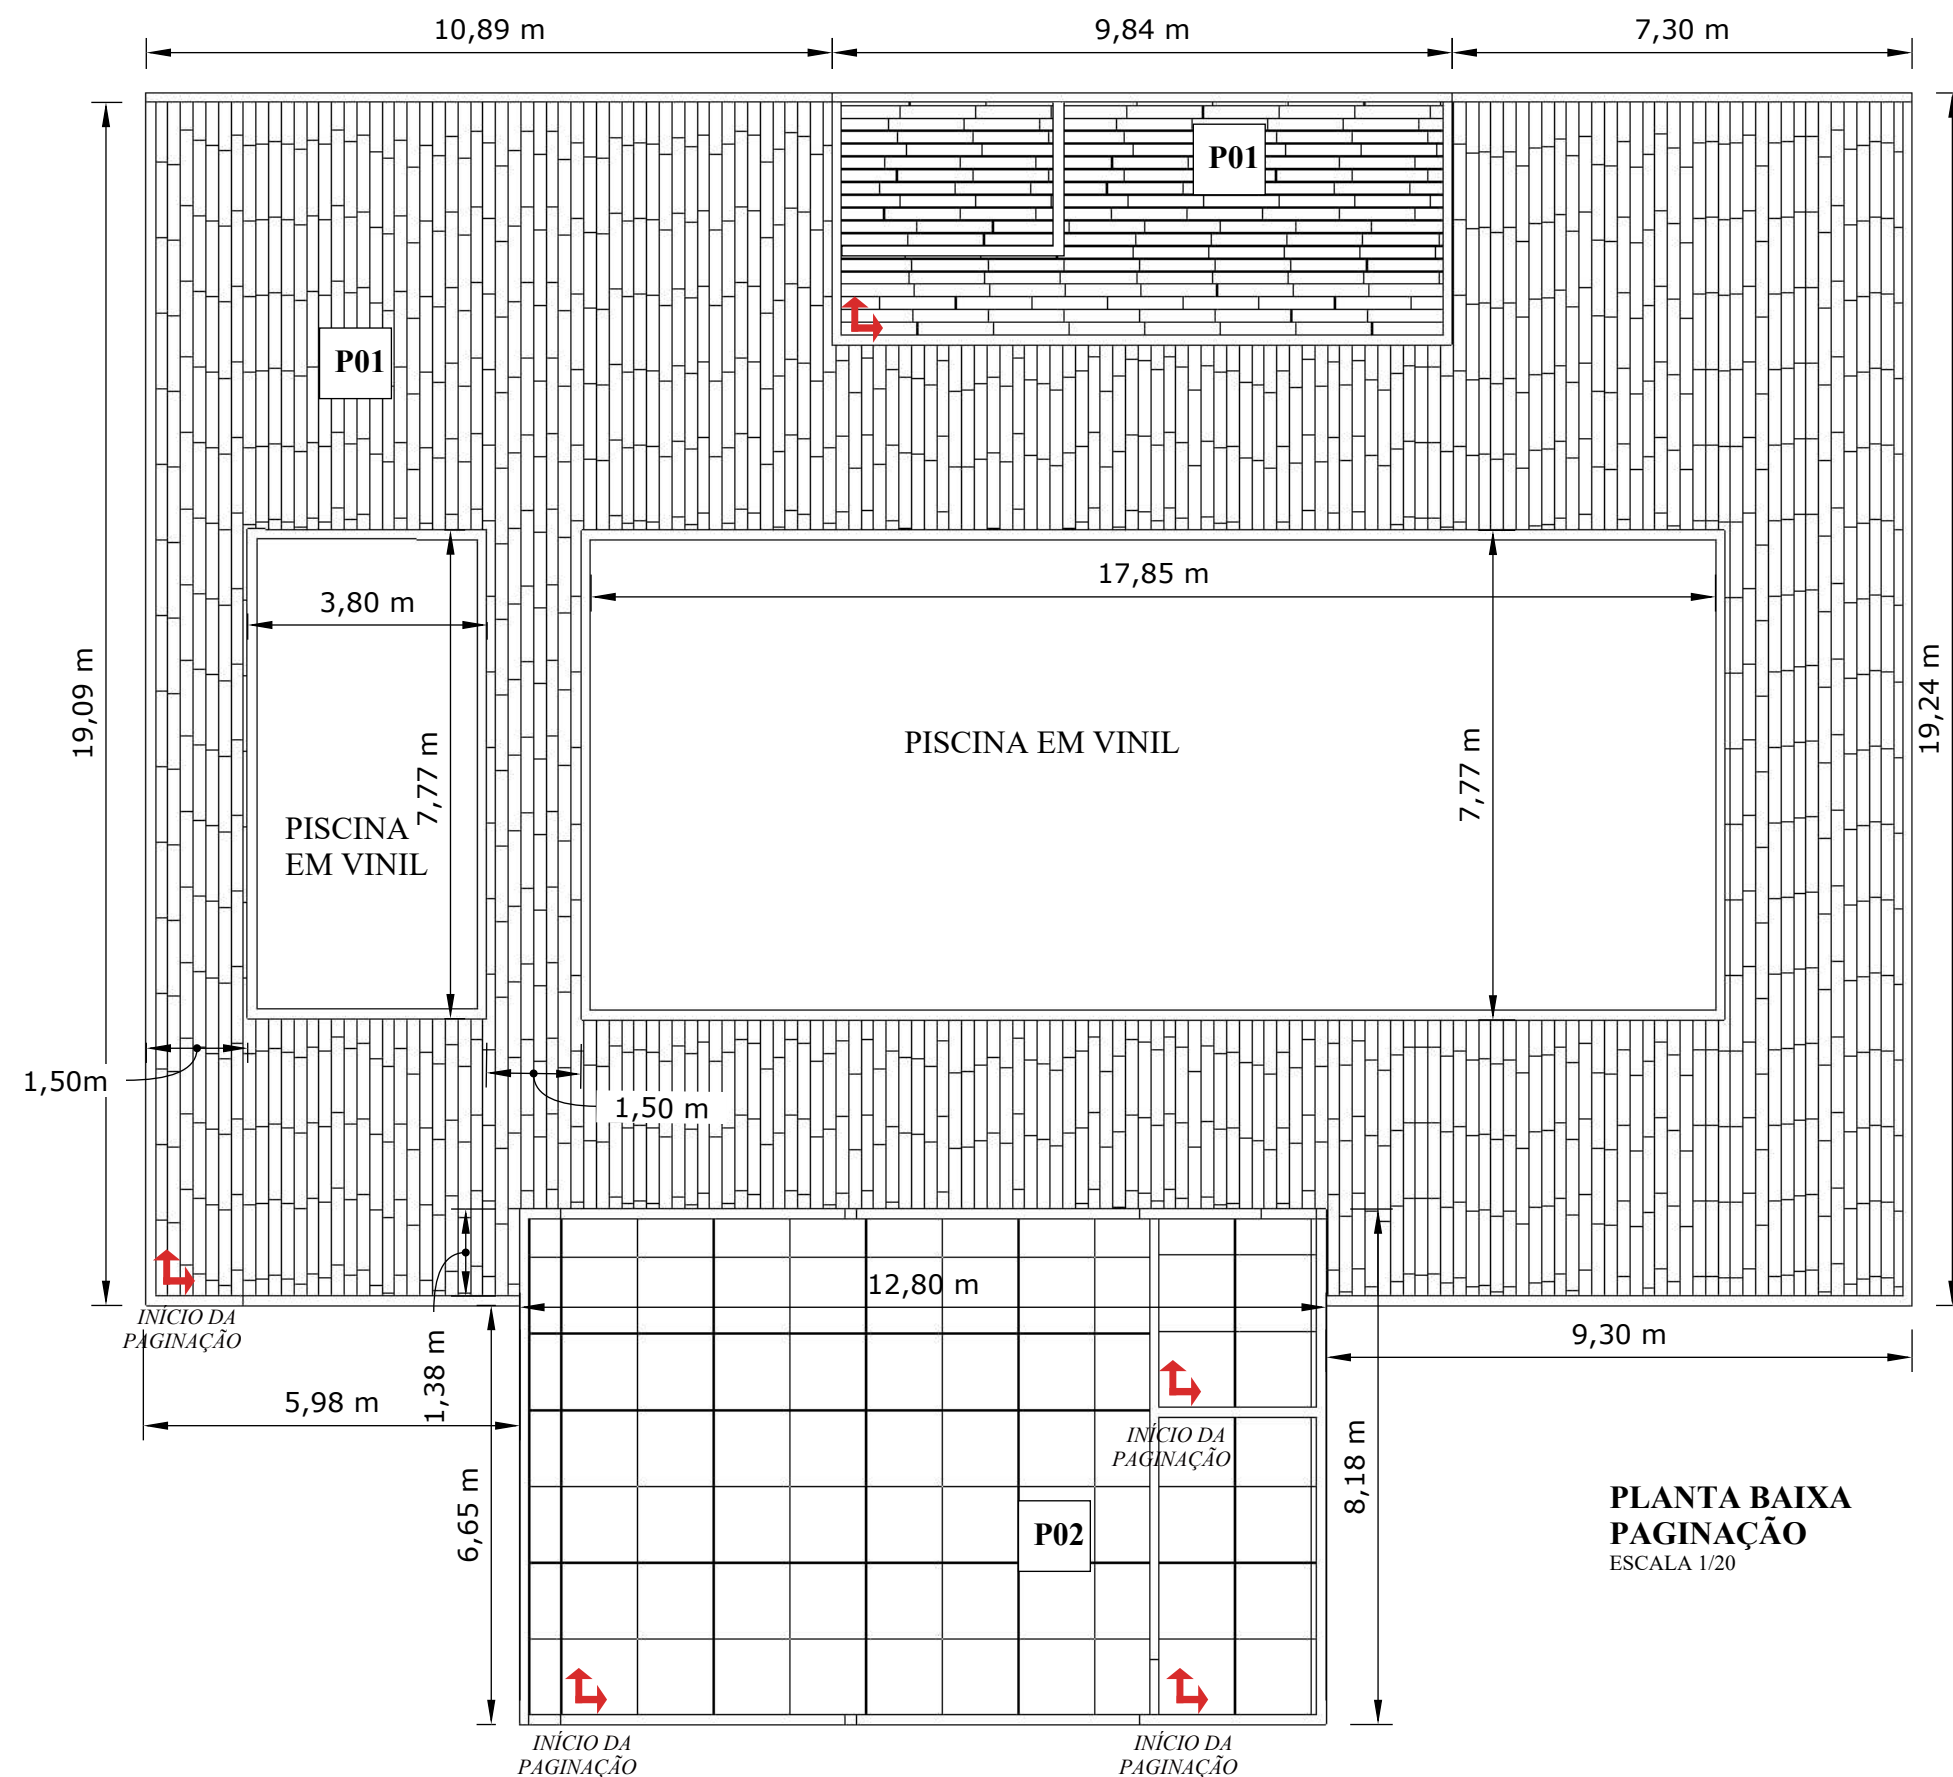 10,89 m
9,84 m
7,30 m
P01
P01
17,85 m
3,80 m
19,09 m
7,77 m
PISCINA EM VINIL
7,77 m
19,24 m
PISCINA
EM VINIL
1,50m
1,50 m
12,80 m
INÍCIO DA
PAGINAÇÃO
9,30 m
1,38 m
5,98 m
INÍCIO DA
PAGINAÇÃO
8,18 m
6,65 m
P02
PLANTA BAIXA
PAGINAÇÃO
ESCALA 1/20
INÍCIO DA
PAGINAÇÃO
INÍCIO DA
PAGINAÇÃO